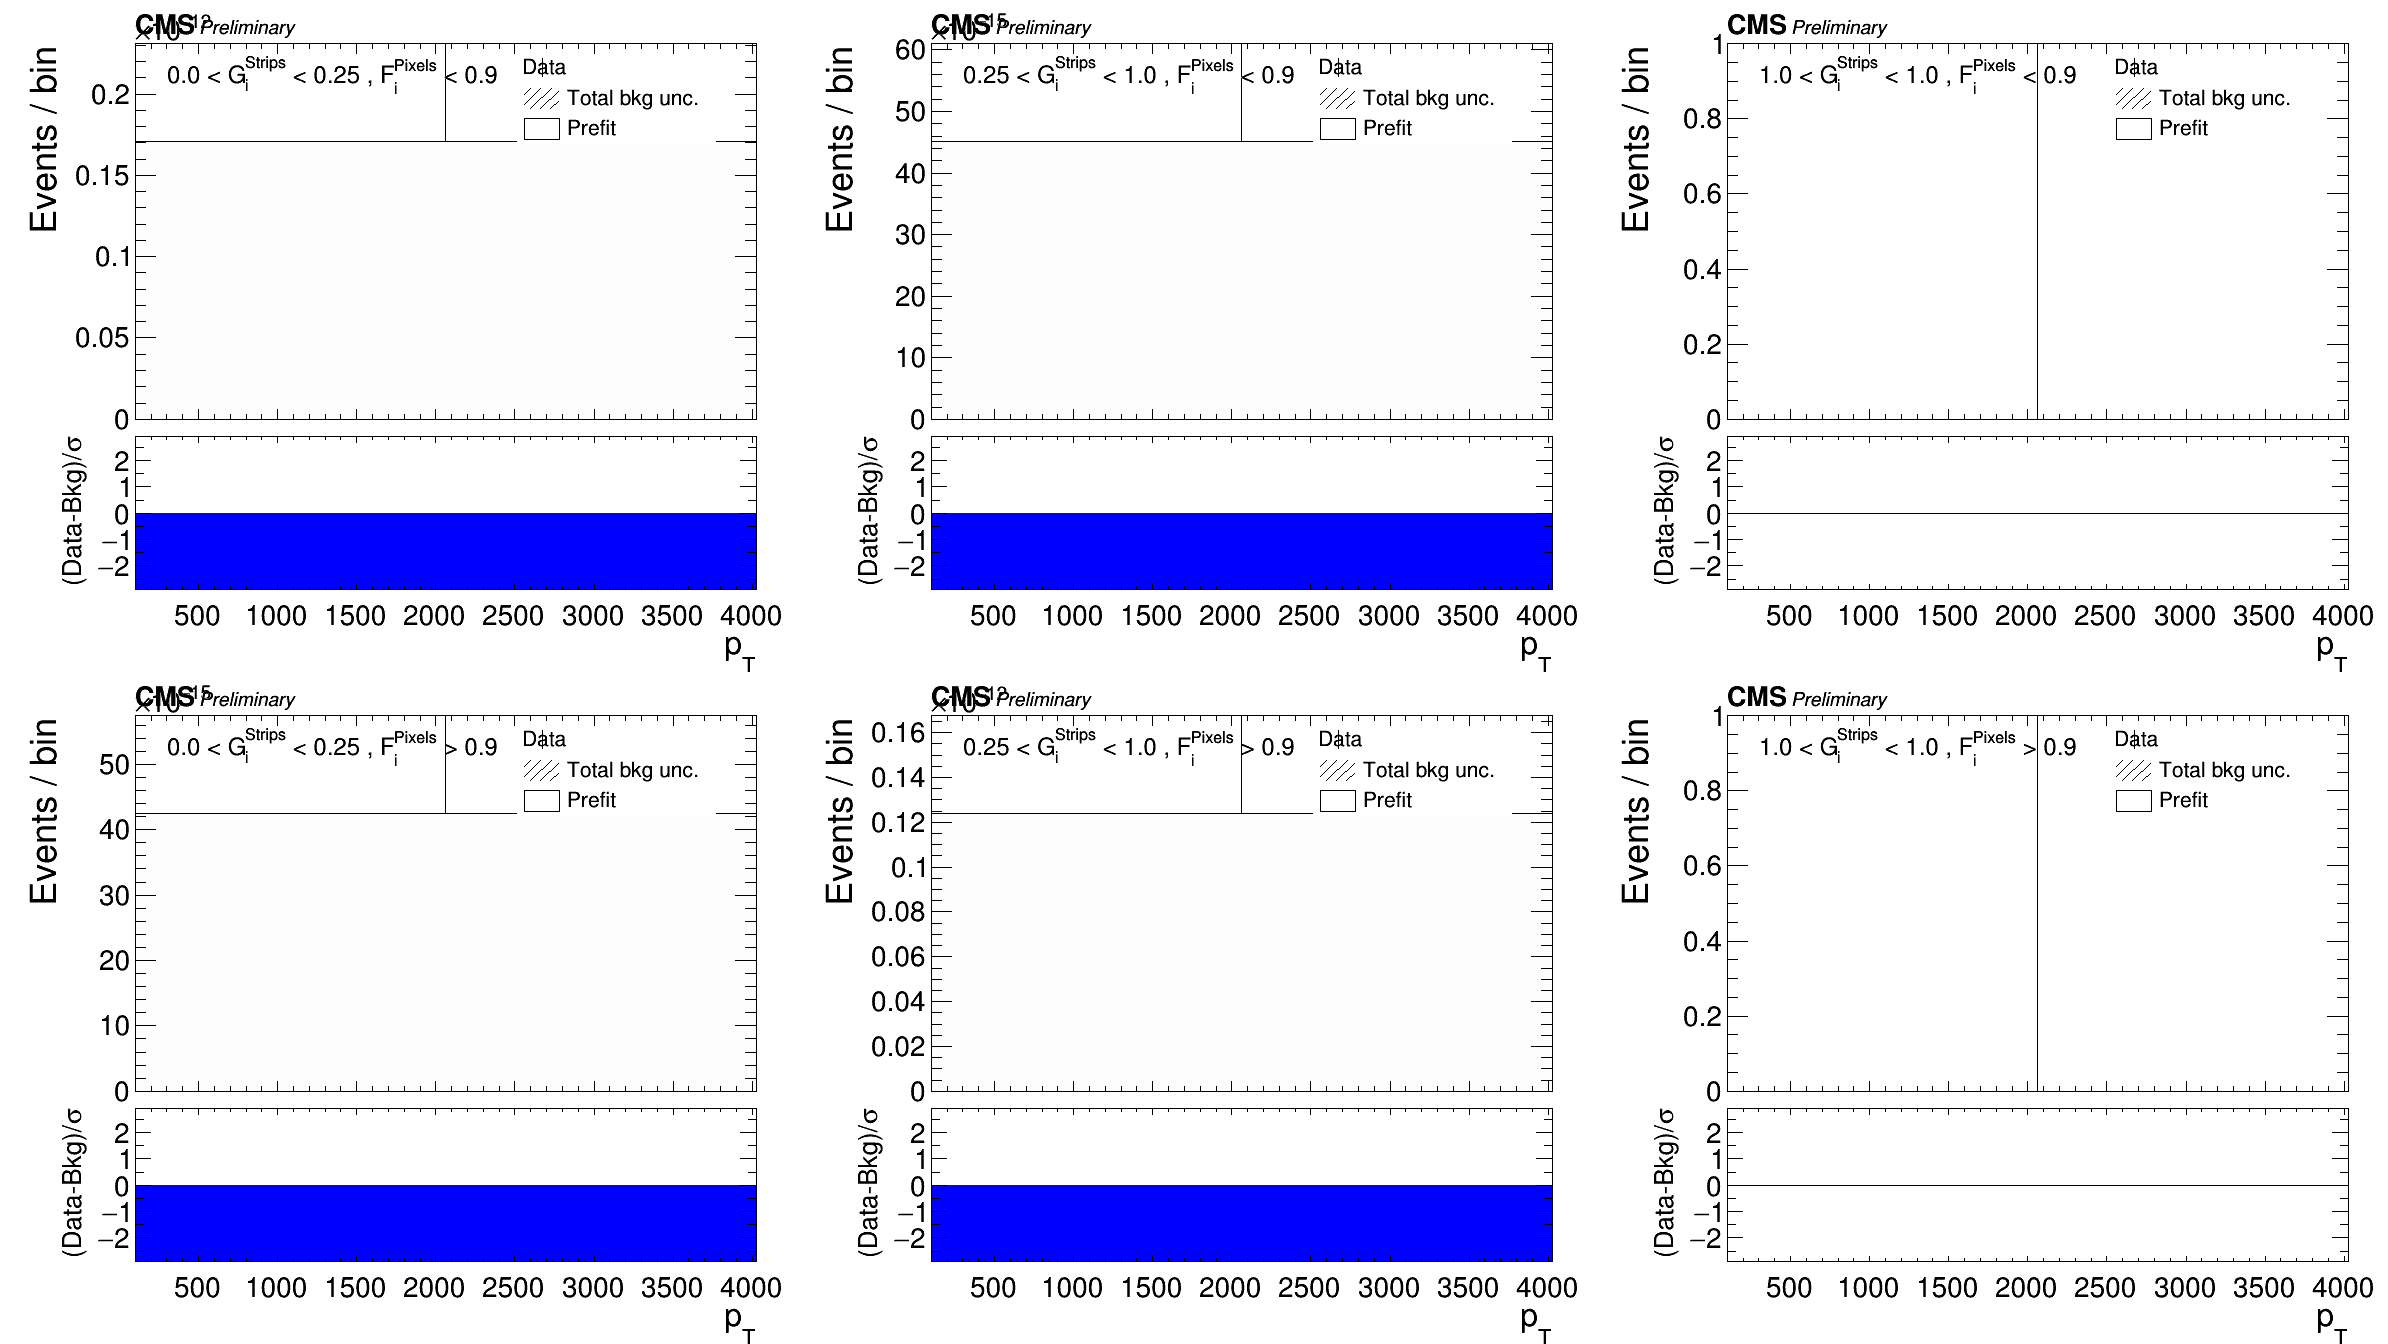 CMS Preliminary
0.0 < G_i^Strips < 0.25 , F_i^Pixels < 0.9
Data
Total bkg unc.
Prefit
Events / bin
0.2
0.15
0.1
0.05
0
(Data-Bkg)/σ
2
1
0
−1
−2
500 1000 1500 2000 2500 3000 3500 4000
p_T
CMS Preliminary
0.25 < G_i^Strips < 1.0 , F_i^Pixels < 0.9
Data
Total bkg unc.
Prefit
Events / bin
60
50
40
30
20
10
0
(Data-Bkg)/σ
2
1
0
−1
−2
500 1000 1500 2000 2500 3000 3500 4000
p_T
CMS Preliminary
1.0 < G_i^Strips < 1.0 , F_i^Pixels < 0.9
Data
Total bkg unc.
Prefit
Events / bin
1
0.8
0.6
0.4
0.2
0
(Data-Bkg)/σ
2
1
0
−1
−2
500 1000 1500 2000 2500 3000 3500 4000
p_T
CMS Preliminary
0.0 < G_i^Strips < 0.25 , F_i^Pixels > 0.9
Data
Total bkg unc.
Prefit
Events / bin
50
40
30
20
10
0
(Data-Bkg)/σ
2
1
0
−1
−2
500 1000 1500 2000 2500 3000 3500 4000
p_T
CMS Preliminary
0.25 < G_i^Strips < 1.0 , F_i^Pixels > 0.9
Data
Total bkg unc.
Prefit
Events / bin
0.16
0.14
0.12
0.1
0.08
0.06
0.04
0.02
0
(Data-Bkg)/σ
2
1
0
−1
−2
500 1000 1500 2000 2500 3000 3500 4000
p_T
CMS Preliminary
1.0 < G_i^Strips < 1.0 , F_i^Pixels > 0.9
Data
Total bkg unc.
Prefit
Events / bin
1
0.8
0.6
0.4
0.2
0
(Data-Bkg)/σ
2
1
0
−1
−2
500 1000 1500 2000 2500 3000 3500 4000
p_T